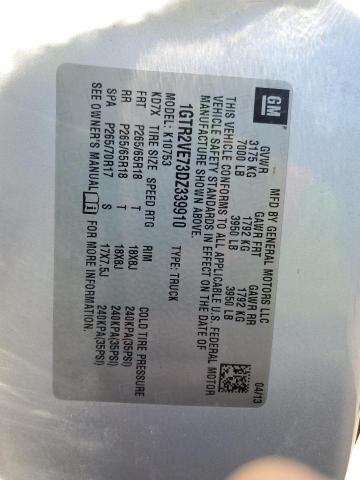 GM
MFD BY GENERAL MOTORS LLC 04/13
GVWR GAWR FRT GAWR RR
3175 KG 1792 KG 1792 KG
7000 LB 3950 LB 3950 LB
THIS VEHICLE CONFORMS TO ALL APPLICABLE U.S. FEDERAL MOTOR
VEHICLE SAFETY STANDARDS IN EFFECT ON THE DATE OF
MANUFACTURE SHOWN ABOVE.
1GTR2VE73DZ339910 TYPE: TRUCK
MODEL: K10753
KD7X TIRE SIZE SPEED RTG RIM COLD TIRE PRESSURE
FRT P265/65R18 T 18X8J 240KPA(35PSI)
RR P265/65R18 T 18X8J 240KPA(35PSI)
SPA P265/70R17 17X7.5J 240KPA(35PSI)
SEE OWNER'S MANUAL